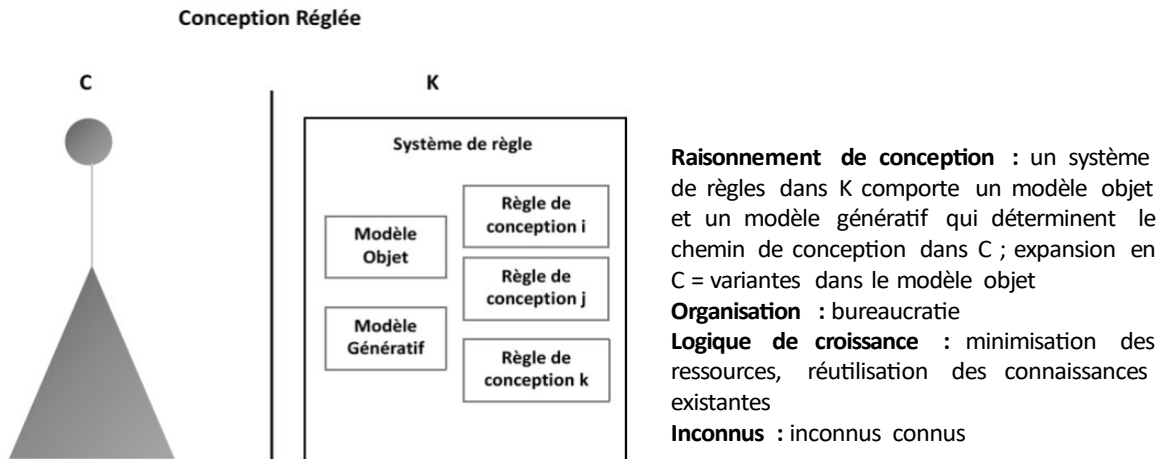 Conception Réglée
C
K
Système de règle
Modèle
Objet
Modèle
Génératif
Règle de
conception i
Règle de
conception j
Règle de
conception k
Raisonnement de conception : un système
de règles dans K comporte un modèle objet
et un modèle génératif qui déterminent le
chemin de conception dans C ; expansion en
C = variantes dans le modèle objet
Organisation : bureaucratie
Logique de croissance : minimisation des
ressources, réutilisation des connaissances
existantes
Inconnus : inconnus connus